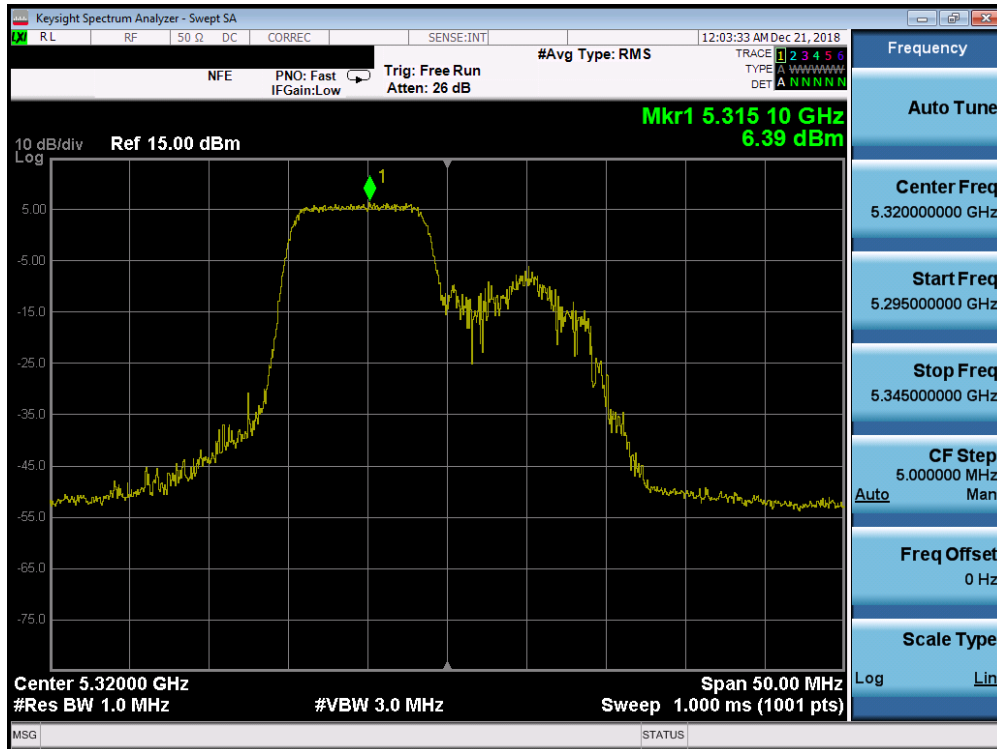 Keysight Spectrum Analyzer - Swept SA
LXI RL RF 50 Ω DC CORREC SENSE:INT 12:03:33 AM Dec 21, 2018
#Avg Type: RMS
TRACE 1 2 3 4 5 6
TYPE A WWWWW
DET A N N N N N
NFE PNO: Fast Trig: Free Run
IFGain:Low Atten: 26 dB
Mkr1 5.315 10 GHz
6.39 dBm
10 dB/div Ref 15.00 dBm
Log
1
5.00
-5.00
-15.0
-25.0
-35.0
-45.0
-55.0
-65.0
-75.0
Center 5.32000 GHz Span 50.00 MHz
#Res BW 1.0 MHz #VBW 3.0 MHz Sweep 1.000 ms (1001 pts)
MSG STATUS
Frequency
Auto Tune
Center Freq
5.320000000 GHz
Start Freq
5.295000000 GHz
Stop Freq
5.345000000 GHz
CF Step
5.000000 MHz
Auto Man
Freq Offset
0 Hz
Scale Type
Log Lin